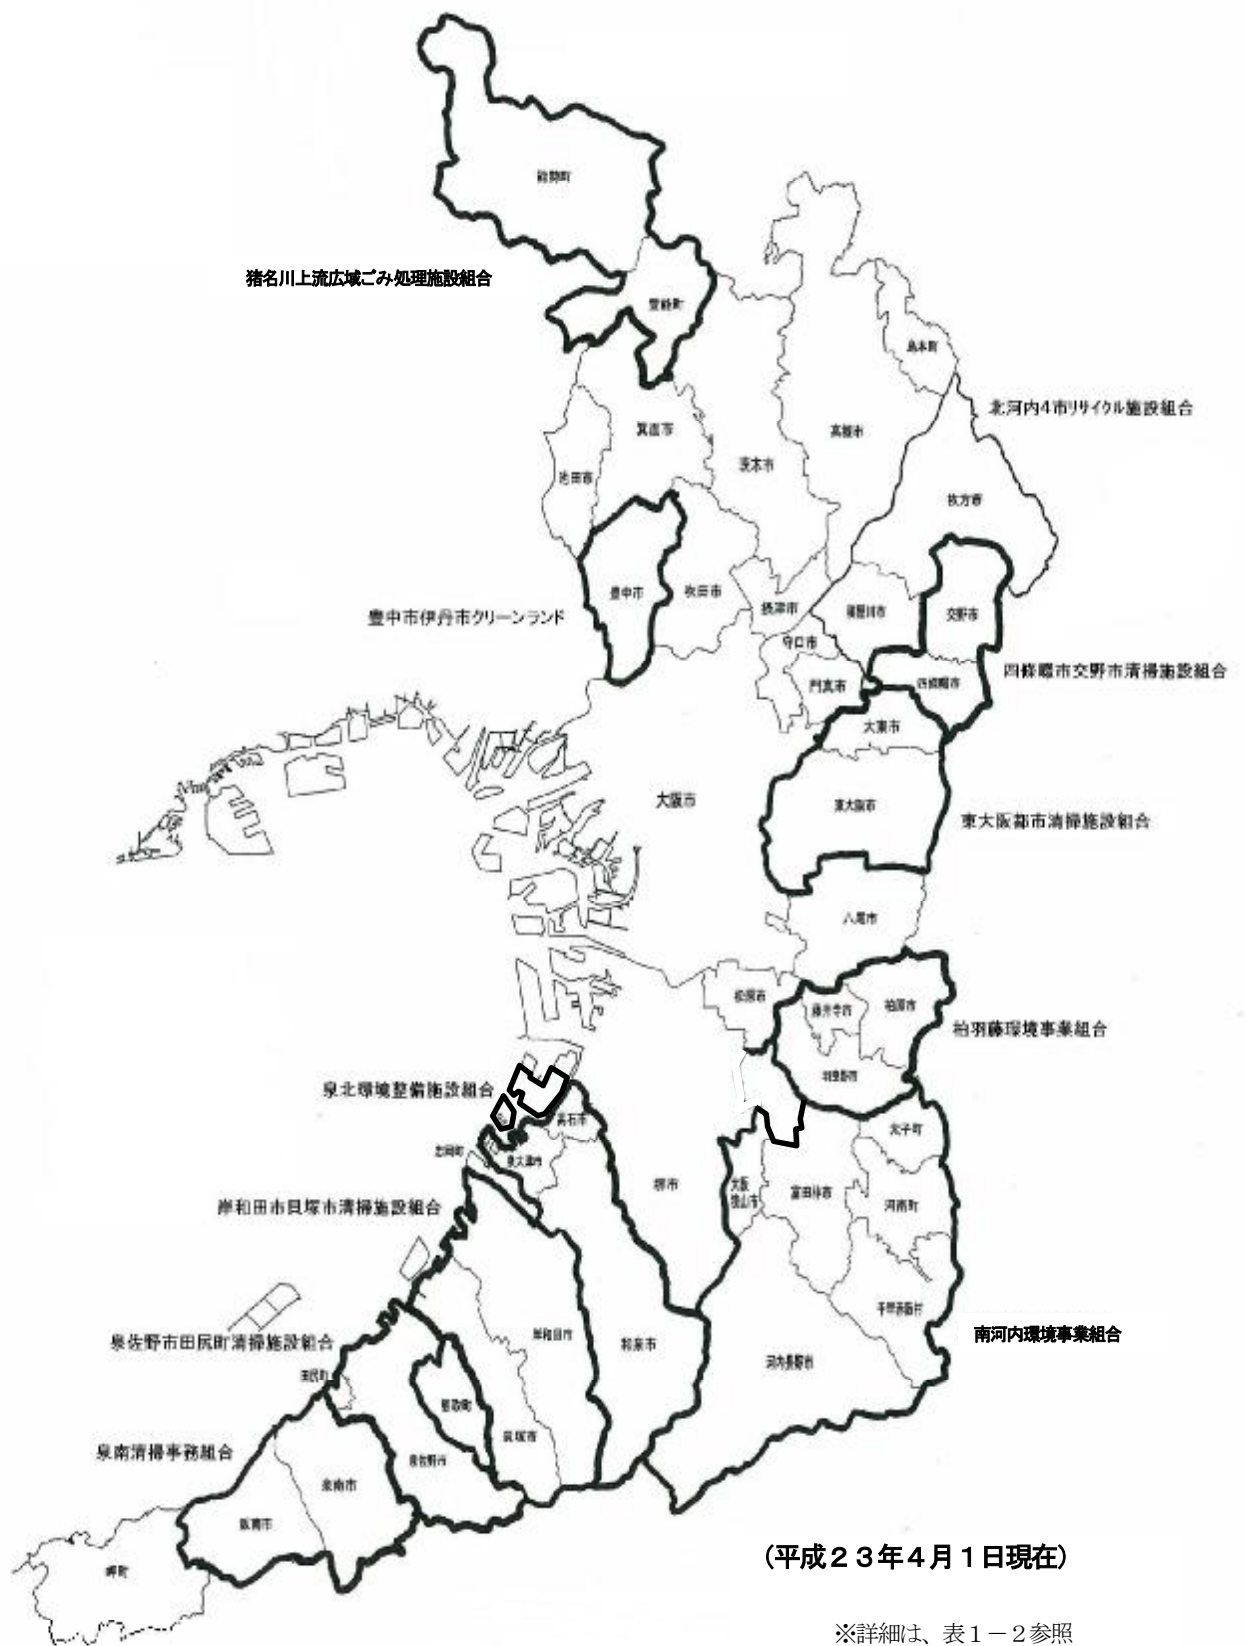 能勢町
猪名川上流広域ごみ処理施設組合
豊能町
島本町
北河内4市リサイクル施設組合
箕面市
高槻市
茨木市
池田市
枚方市
豊中市
吹田市
摂津市
寝屋川市
交野市
豊中市伊丹市クリーンランド
守口市
四條畷市交野市清掃施設組合
門真市
四條畷市
大東市
大阪市
東大阪市
東大阪都市清掃施設組合
八尾市
松原市
藤井寺市
柏原市
柏羽藤環境事業組合
羽曳野市
泉北環境整備施設組合
高石市
太子町
忠岡町
泉大津市
堺市
大阪
狭山市
富田林市
河南町
岸和田市貝塚市清掃施設組合
千早赤阪村
泉佐野市田尻町清掃施設組合
岸和田市
和泉市
南河内環境事業組合
河内長野市
田尻町
熊取町
貝塚市
泉南清掃事務組合
泉佐野市
泉南市
阪南市
岬町
（平成２３年４月１日現在）
※詳細は、表１－２参照